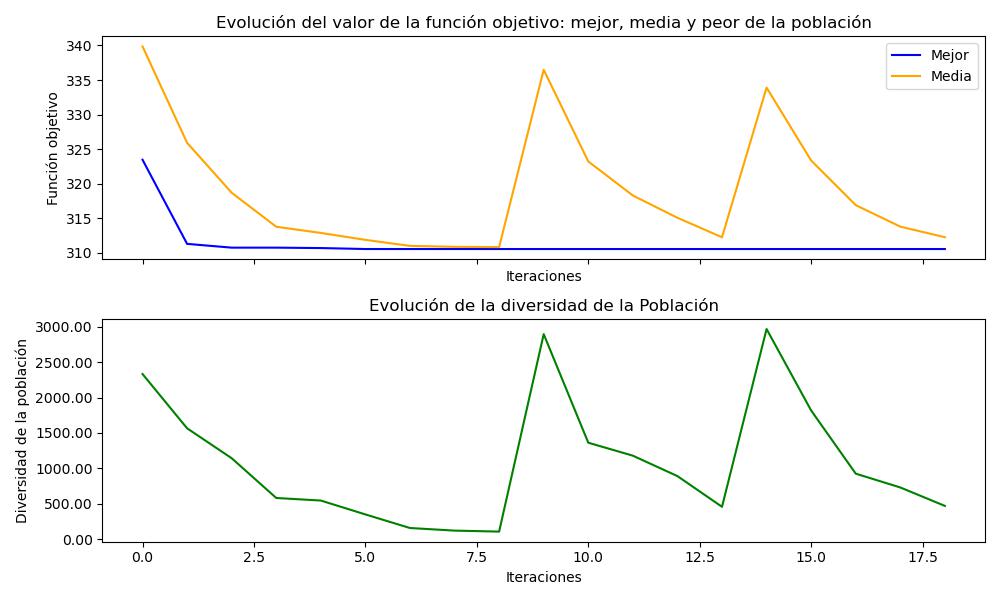 Evolución del valor de la función objetivo: mejor, media y peor de la población
340
335
330
325
320
315
310
Función objetivo
Mejor
Media
Iteraciones
Evolución de la diversidad de la Población
3000.00
2500.00
2000.00
1500.00
1000.00
500.00
0.00
Diversidad de la población
0.0 2.5 5.0 7.5 10.0 12.5 15.0 17.5
Iteraciones